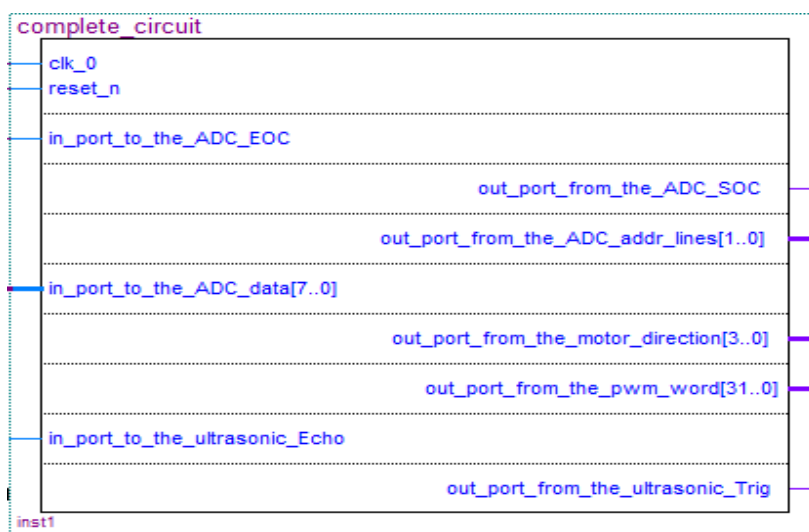 complete_circuit
clk_0
reset_n
in_port_to_the_ADC_EOC
out_port_from_the_ADC_SOC
out_port_from_the_ADC_addr_lines[1..0]
in_port_to_the_ADC_data[7..0]
out_port_from_the_motor_direction[3..0]
out_port_from_the_pwm_word[31..0]
in_port_to_the_ultrasonic_Echo
out_port_from_the_ultrasonic_Trig
inst1